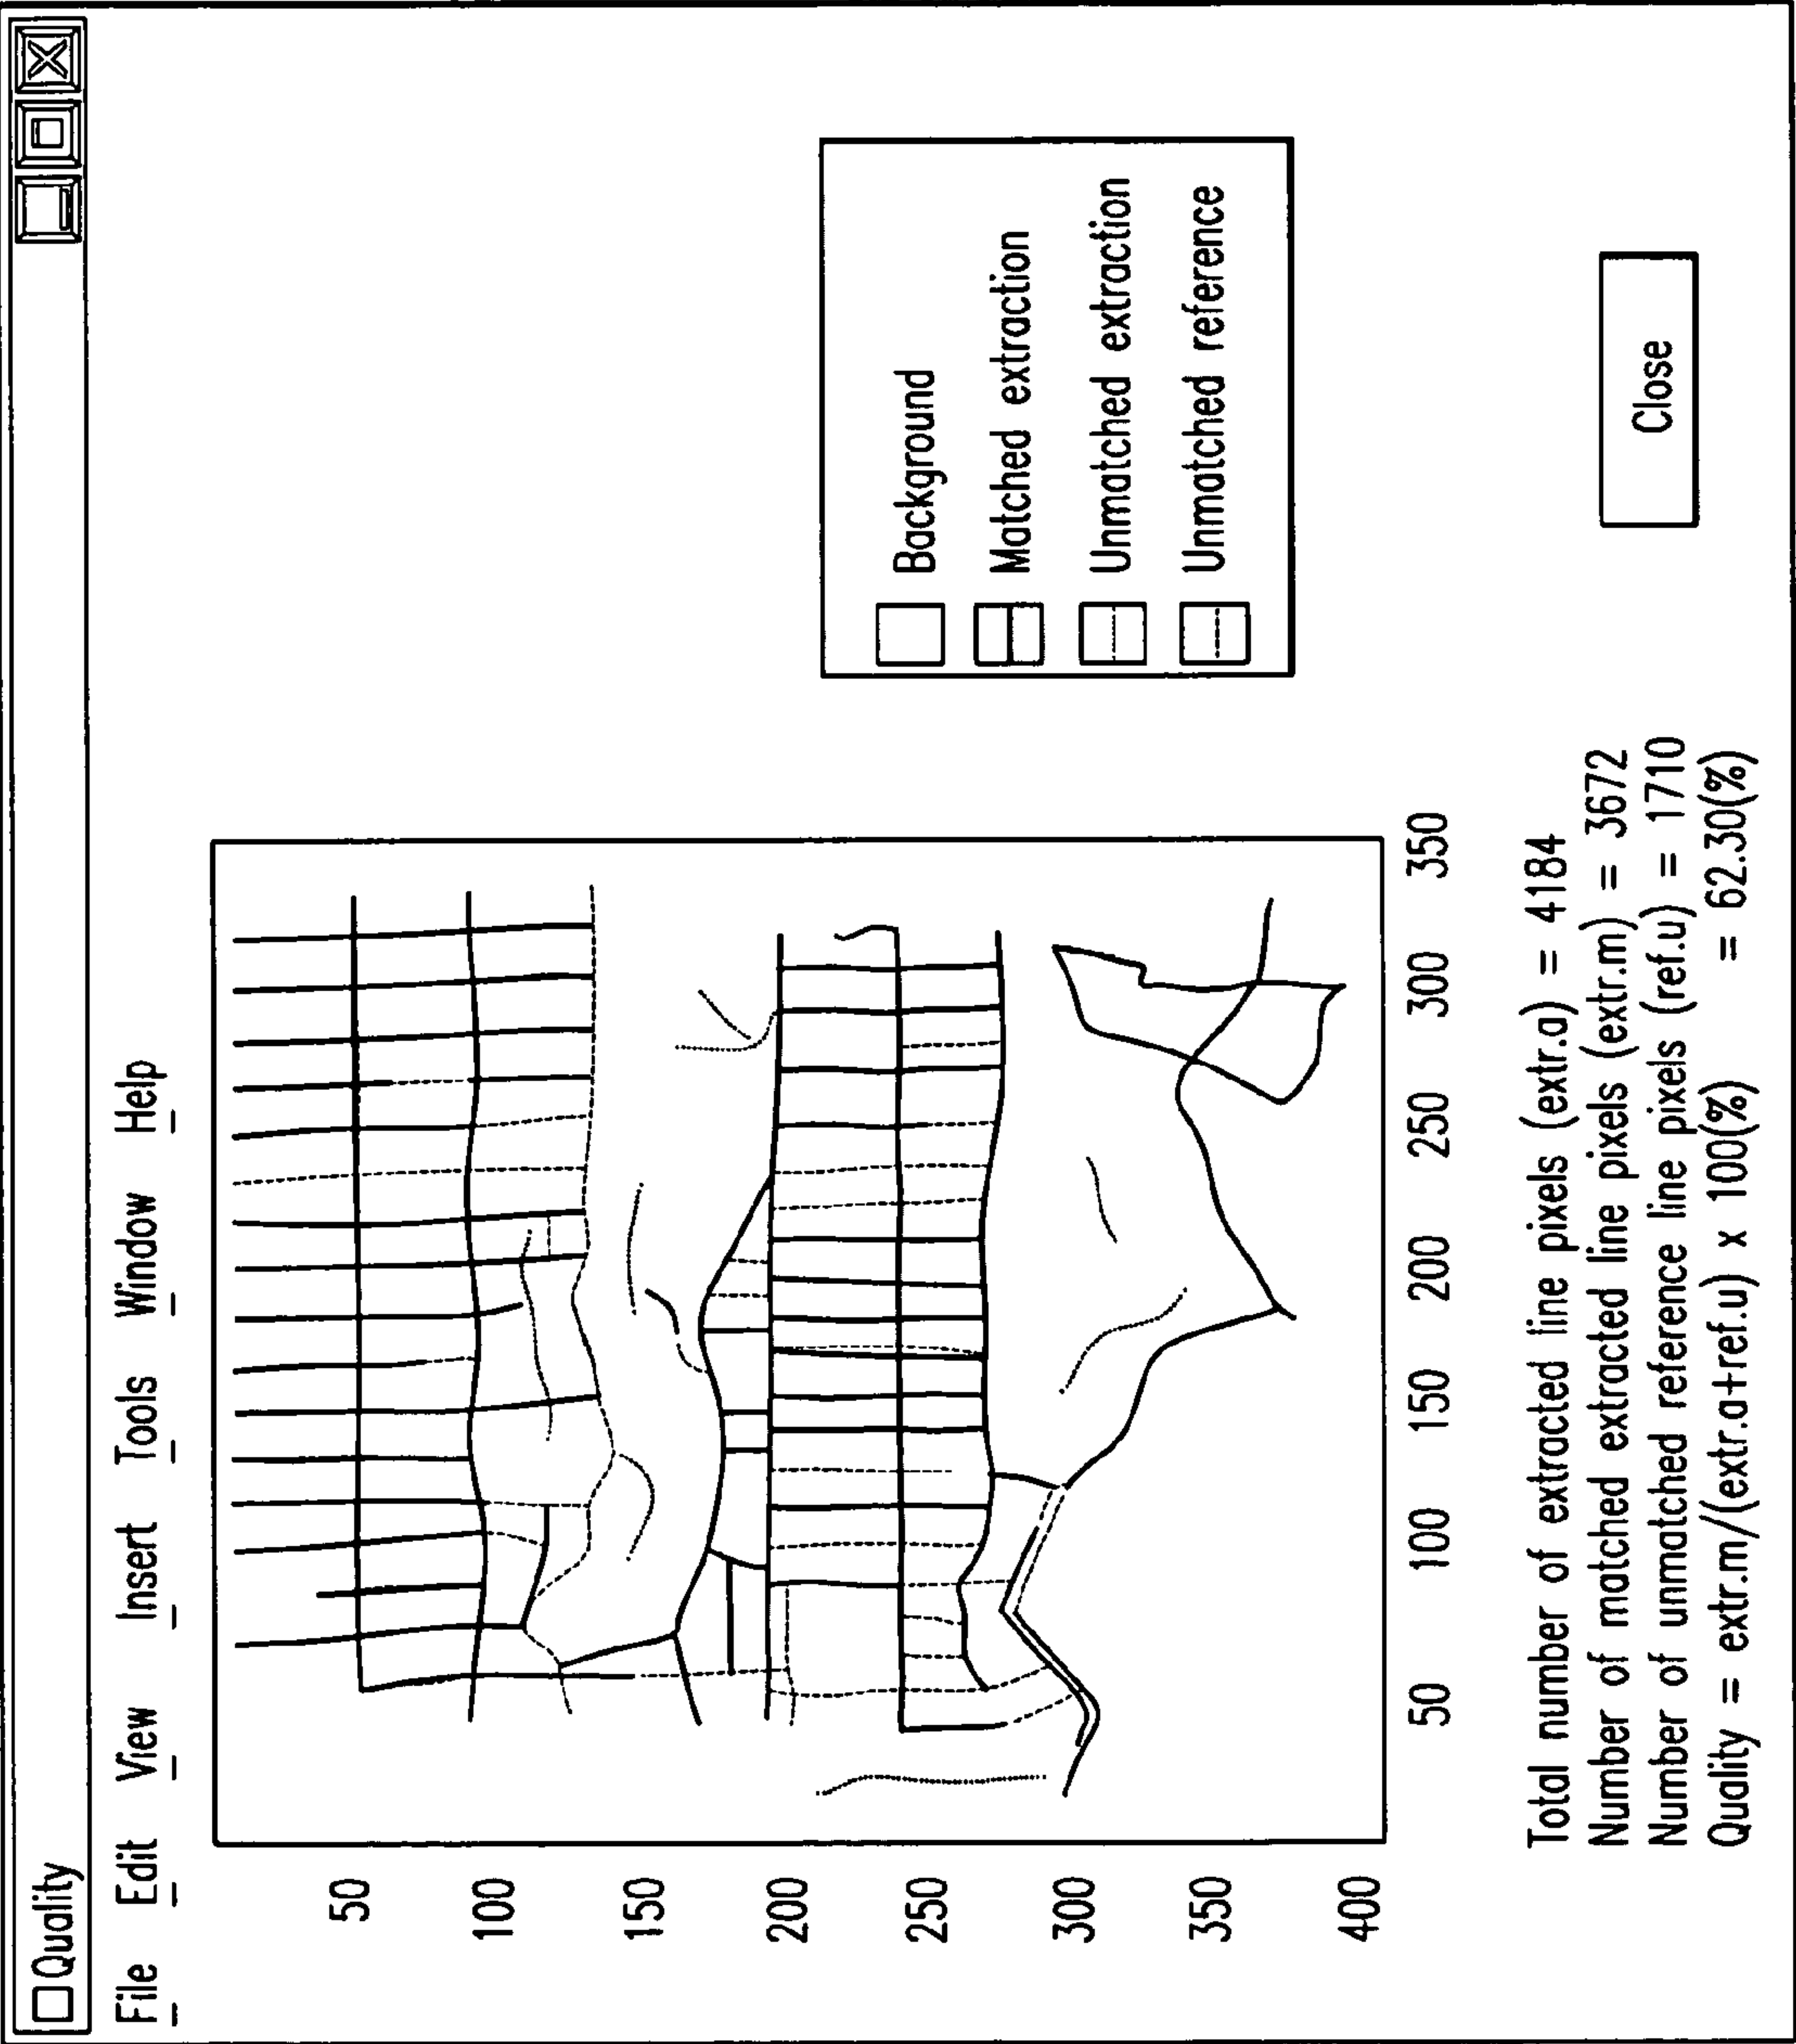 Quality
File Edit View Insert Tools Window Help
50
100
150
200
250
300
350
400
50 100 150 200 250 300 350
Background
Matched extraction
Unmatched extraction
Unmatched reference
Total number of extracted line pixels (extr.a) = 4184
Number of matched extracted line pixels (extr.m) = 3672
Number of unmatched reference line pixels (ref.u) = 1710
Quality = extr.m/(extr.a+ref.u) x 100(%) = 62.30(%)
Close